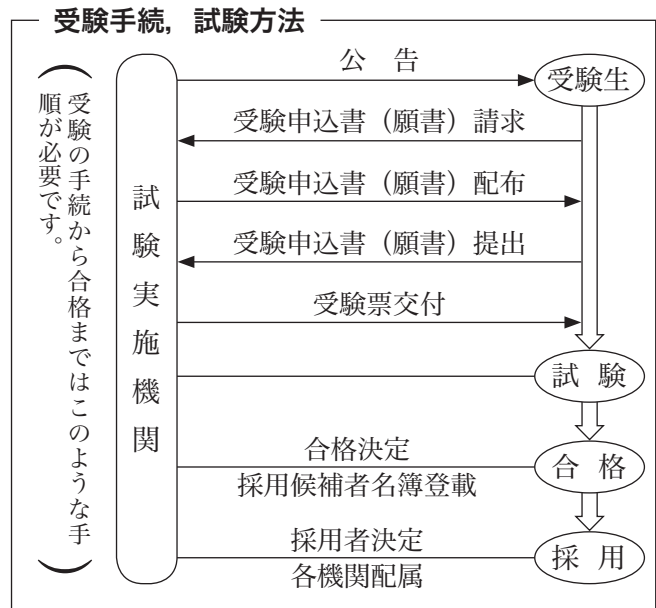 受験手続，試験方法
受験の手続から合格まではこのような手
順が必要です。
試験実施機関
公 告
受験生
受験申込書（願書）請求
受験申込書（願書）配布
受験申込書（願書）提出
受験票交付
試 験
合格決定
採用候補者名簿登載
合 格
採用者決定
各機関配属
採 用